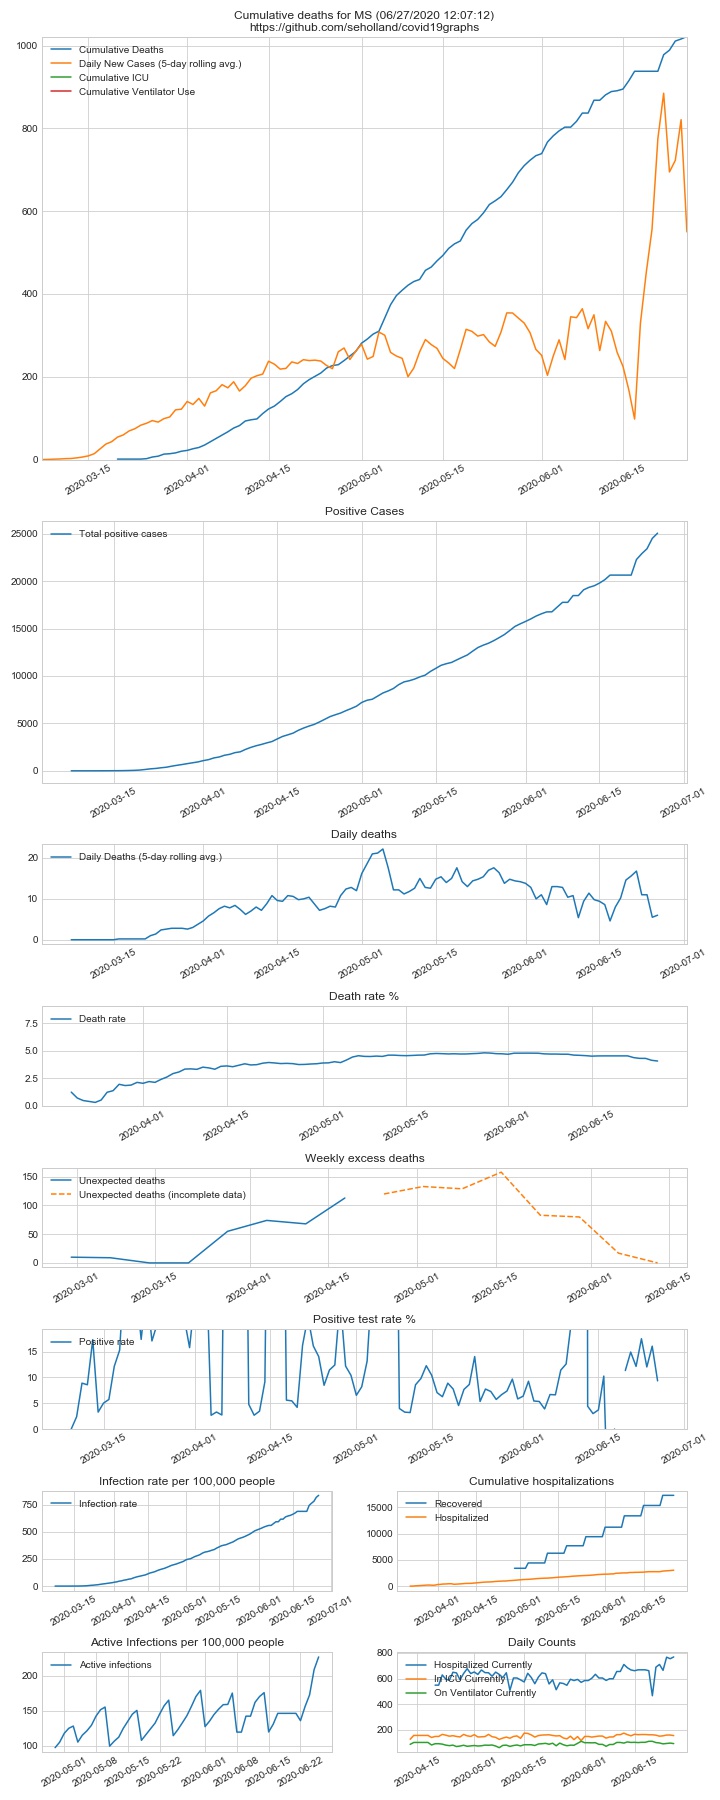 Cumulative deaths for MS (06/27/2020 12:07:12)
https://github.com/seholland/covid19graphs
Cumulative Deaths
Daily New Cases (5-day rolling avg.)
Cumulative ICU
Cumulative Ventilator Use
1000
800
600
400
200
0
2020-03-15 2020-04-01 2020-04-15 2020-05-01 2020-05-15 2020-06-01 2020-06-15
Positive Cases
Total positive cases
25000
20000
15000
10000
5000
0
2020-03-15 2020-04-01 2020-04-15 2020-05-01 2020-05-15 2020-06-01 2020-06-15 2020-07-01
Daily deaths
Daily Deaths (5-day rolling avg.)
20
10
0
2020-03-15 2020-04-01 2020-04-15 2020-05-01 2020-05-15 2020-06-01 2020-06-15 2020-07-01
Death rate %
Death rate
7.5
5.0
2.5
0.0
2020-04-01 2020-04-15 2020-05-01 2020-05-15 2020-06-01 2020-06-15
Weekly excess deaths
Unexpected deaths
Unexpected deaths (incomplete data)
150
100
50
0
2020-03-01 2020-03-15 2020-04-01 2020-04-15 2020-05-01 2020-05-15 2020-06-01 2020-06-15
Positive test rate %
Positive rate
15
10
5
0
2020-03-15 2020-04-01 2020-04-15 2020-05-01 2020-05-15 2020-06-01 2020-06-15 2020-07-01
Infection rate per 100,000 people
Infection rate
750
500
250
0
2020-03-15 2020-04-01 2020-04-15 2020-05-01 2020-05-15 2020-06-01 2020-06-15 2020-07-01
Cumulative hospitalizations
Recovered
Hospitalized
15000
10000
5000
0
2020-04-01 2020-04-15 2020-05-01 2020-05-15 2020-06-01 2020-06-15
Active Infections per 100,000 people
Active infections
200
150
100
2020-05-01 2020-05-08 2020-05-15 2020-05-22 2020-06-01 2020-06-08 2020-06-15 2020-06-22
Daily Counts
Hospitalized Currently
In ICU Currently
On Ventilator Currently
800
600
400
200
2020-04-15 2020-05-01 2020-05-15 2020-06-01 2020-06-15